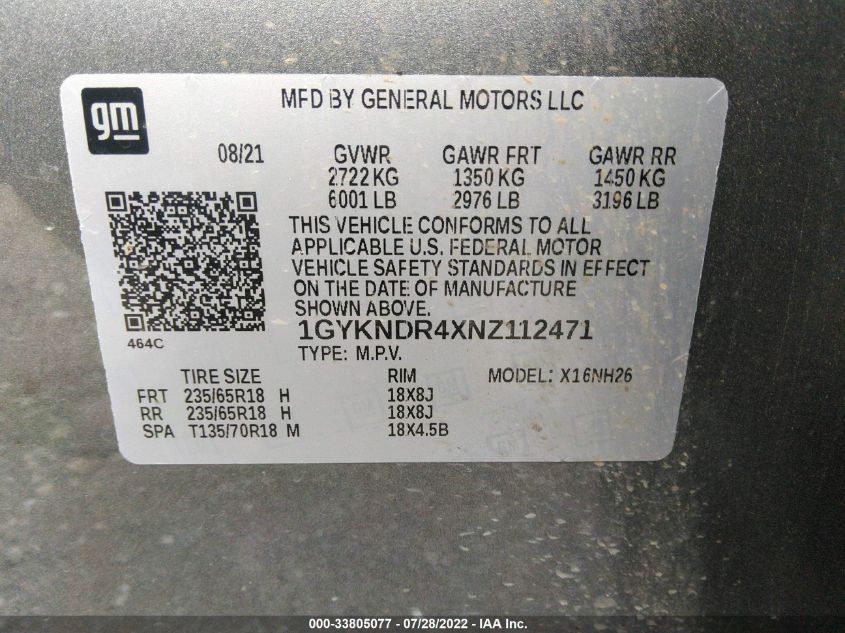 gm
MFD BY GENERAL MOTORS LLC
08/21 GVWR GAWR FRT GAWR RR
2722 KG 1350 KG 1450 KG
6001 LB 2976 LB 3196 LB
THIS VEHICLE CONFORMS TO ALL
APPLICABLE U.S. FEDERAL MOTOR
VEHICLE SAFETY STANDARDS IN EFFECT
ON THE DATE OF MANUFACTURE
SHOWN ABOVE.
464C
1GYKNDR4XNZ112471
TYPE: M.P.V.
TIRE SIZE RIM MODEL: X16NH26
FRT 235/65R18 H 18X8J
RR 235/65R18 H 18X8J
SPA T135/70R18 M 18X4.5B
000-33805077 - 07/28/2022 - IAA Inc.